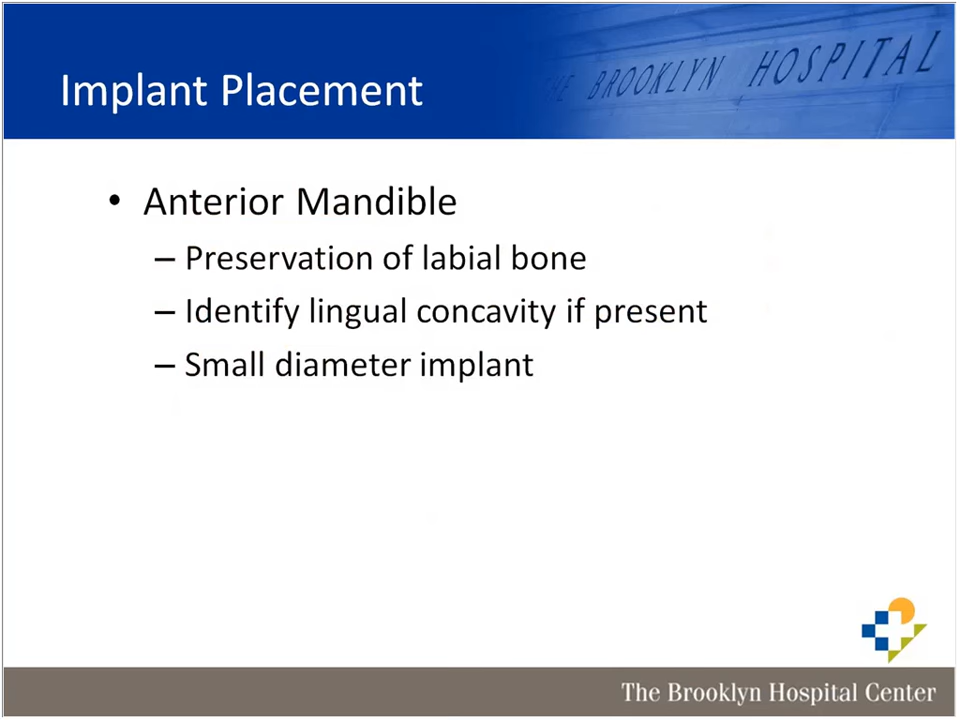 THE BROOKLYN HOSPITAL
Implant Placement
• Anterior Mandible
– Preservation of labial bone
– Identify lingual concavity if present
– Small diameter implant
The Brooklyn Hospital Center